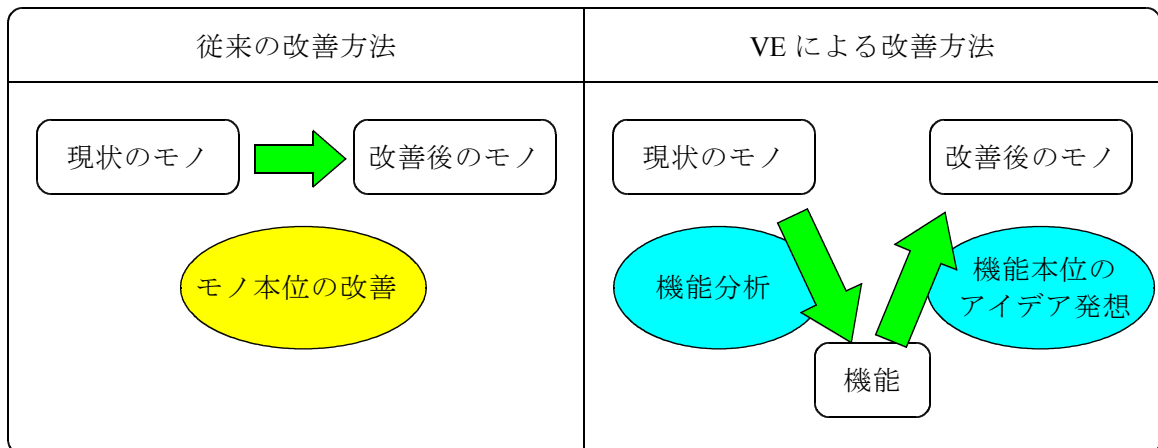 従来の改善方法
VE による改善方法
現状のモノ
改善後のモノ
モノ本位の改善
現状のモノ
改善後のモノ
機能分析
機能本位の
アイデア発想
機能